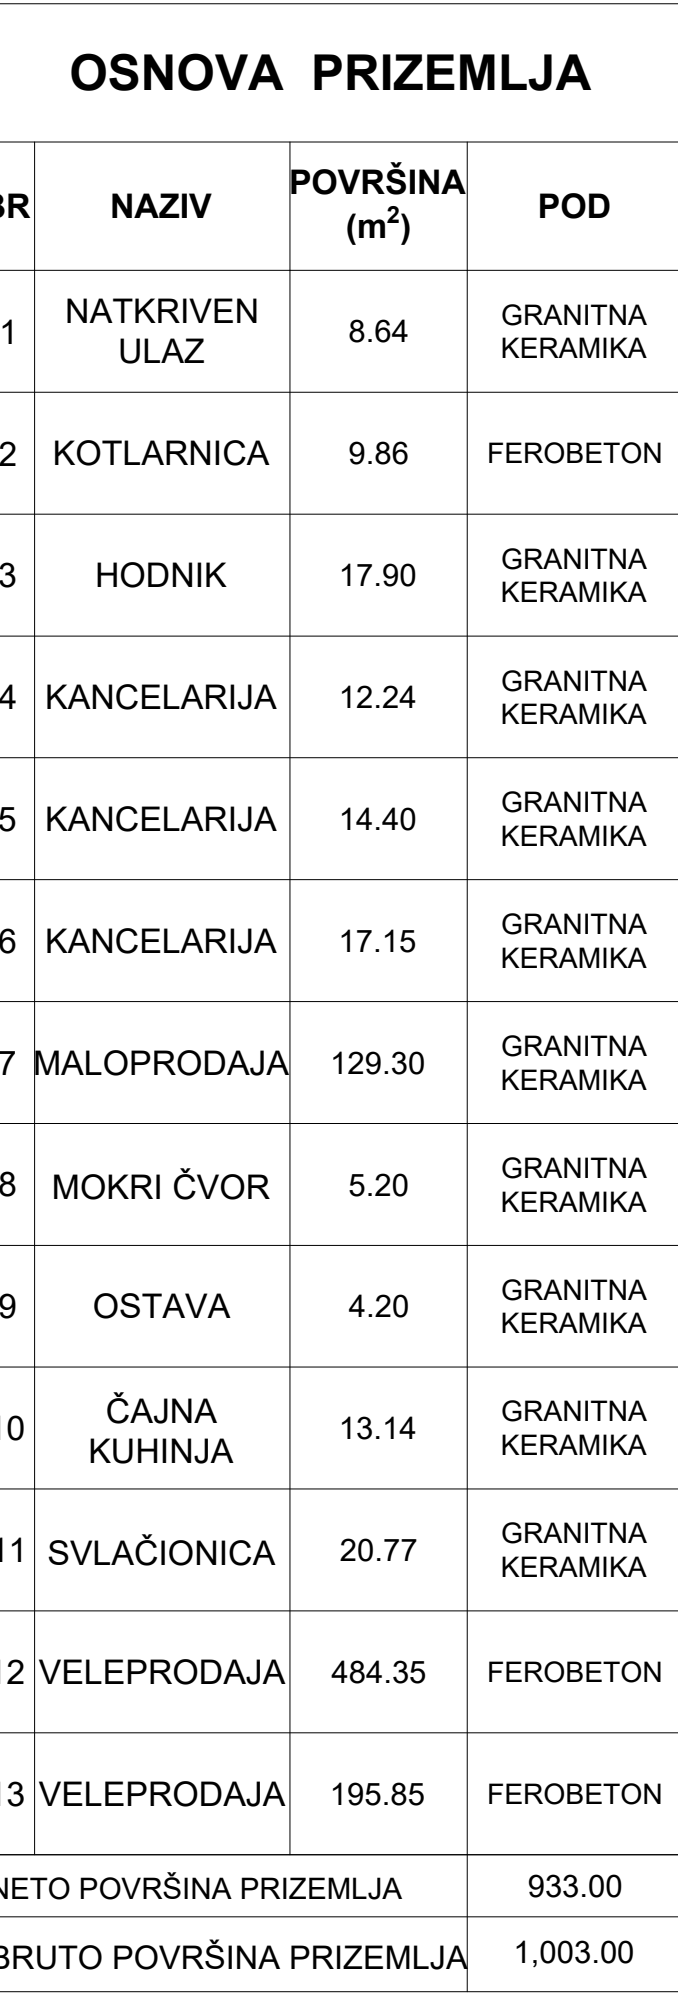 OSNOVA PRIZEMLJA
BR NAZIV POVRŠINA (m²) POD
1 NATKRIVEN ULAZ 8.64 GRANITNA KERAMIKA
2 KOTLARNICA 9.86 FEROBETON
3 HODNIK 17.90 GRANITNA KERAMIKA
4 KANCELARIJA 12.24 GRANITNA KERAMIKA
5 KANCELARIJA 14.40 GRANITNA KERAMIKA
6 KANCELARIJA 17.15 GRANITNA KERAMIKA
7 MALOPRODAJA 129.30 GRANITNA KERAMIKA
8 MOKRI ČVOR 5.20 GRANITNA KERAMIKA
9 OSTAVA 4.20 GRANITNA KERAMIKA
10 ČAJNA KUHINJA 13.14 GRANITNA KERAMIKA
11 SVLAČIONICA 20.77 GRANITNA KERAMIKA
12 VELEPRODAJA 484.35 FEROBETON
13 VELEPRODAJA 195.85 FEROBETON
NETO POVRŠINA PRIZEMLJA 933.00
BRUTO POVRŠINA PRIZEMLJA 1,003.00